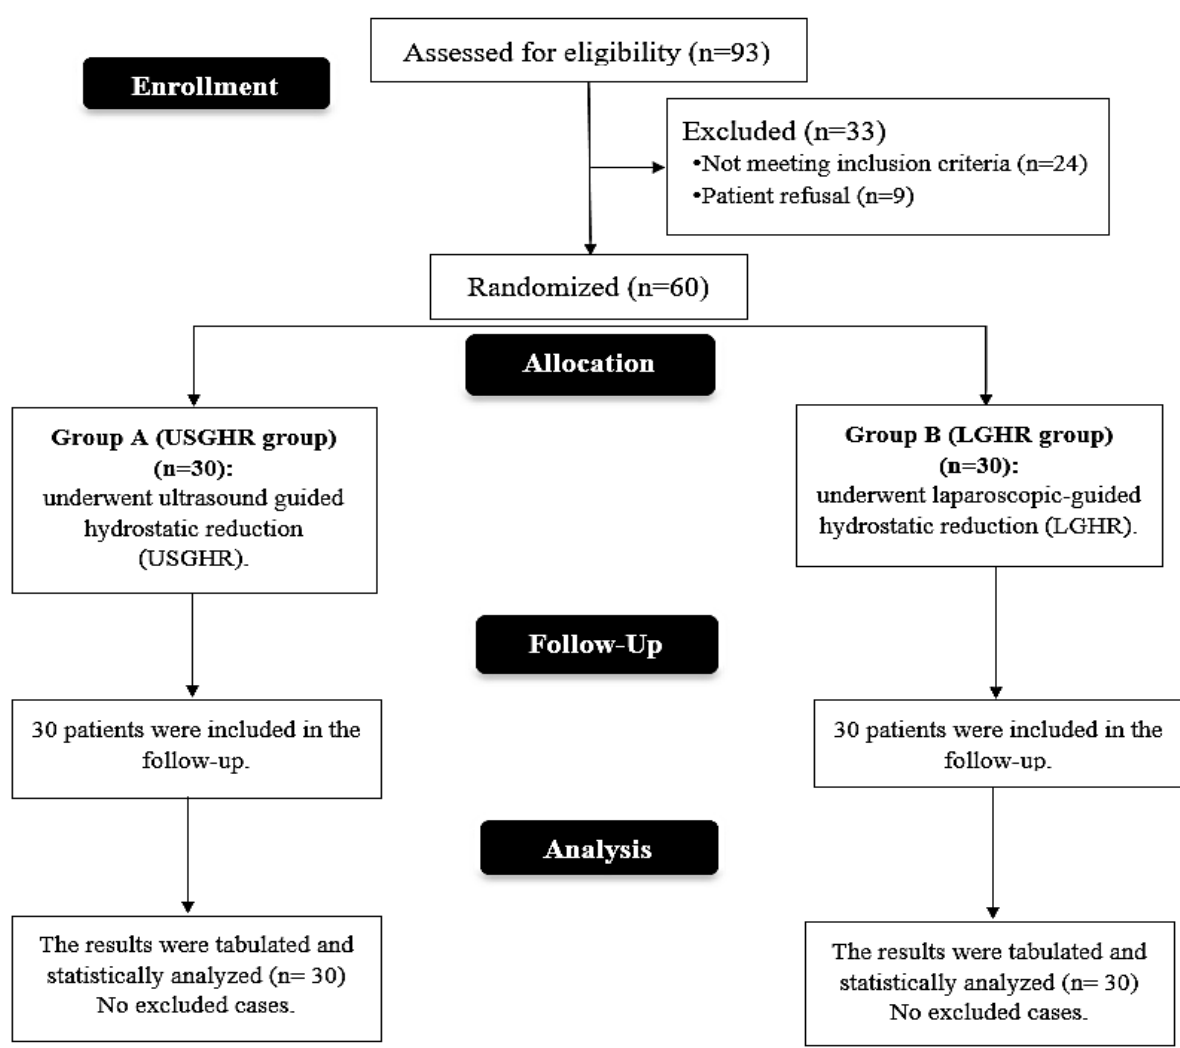 Assessed for eligibility (n=93)
Enrollment
Excluded (n=33)
•Not meeting inclusion criteria (n=24)
•Patient refusal (n=9)
Randomized (n=60)
Allocation
Group A (USGHR group)
(n=30):
underwent ultrasound guided
hydrostatic reduction
(USGHR).
Group B (LGHR group)
(n=30):
underwent laparoscopic-guided
hydrostatic reduction (LGHR).
Follow-Up
30 patients were included in the
follow-up.
30 patients were included in the
follow-up.
Analysis
The results were tabulated and
statistically analyzed (n= 30)
No excluded cases.
The results were tabulated and
statistically analyzed (n= 30)
No excluded cases.